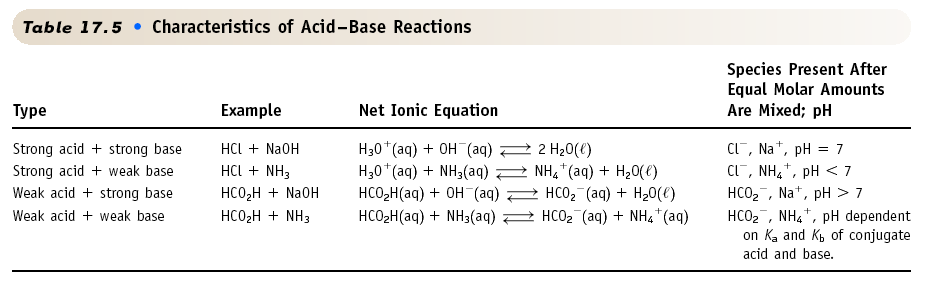 Table 17.5 • Characteristics of Acid–Base Reactions
Species Present After
Equal Molar Amounts
Type Example Net Ionic Equation Are Mixed; pH
Strong acid + strong base HCl + NaOH H₃O⁺(aq) + OH⁻(aq) ⇌ 2 H₂O(ℓ) Cl⁻, Na⁺, pH = 7
Strong acid + weak base HCl + NH₃ H₃O⁺(aq) + NH₃(aq) ⇌ NH₄⁺(aq) + H₂O(ℓ) Cl⁻, NH₄⁺, pH < 7
Weak acid + strong base HCO₂H + NaOH HCO₂H(aq) + OH⁻(aq) ⇌ HCO₂⁻(aq) + H₂O(ℓ) HCO₂⁻, Na⁺, pH > 7
Weak acid + weak base HCO₂H + NH₃ HCO₂H(aq) + NH₃(aq) ⇌ HCO₂⁻(aq) + NH₄⁺(aq) HCO₂⁻, NH₄⁺, pH dependent
on Kₐ and K_b of conjugate
acid and base.